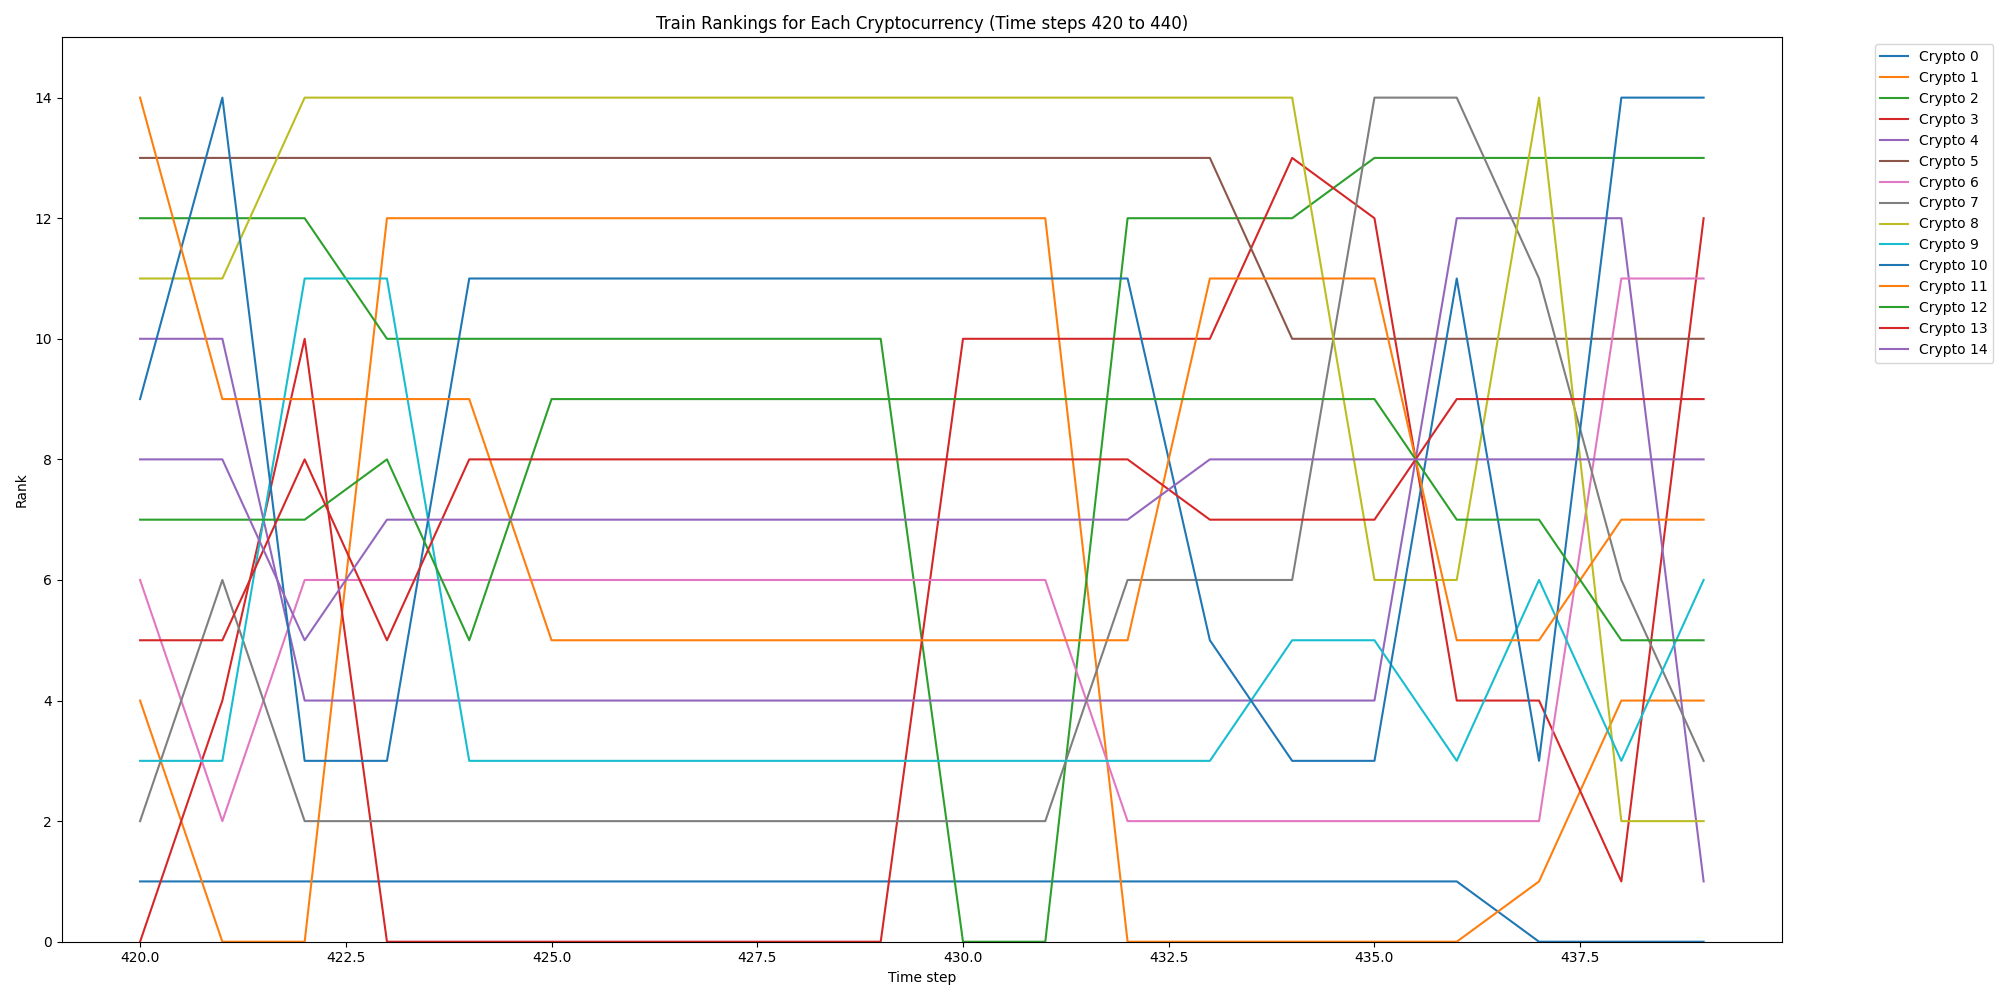 Train Rankings for Each Cryptocurrency (Time steps 420 to 440)
Rank
14
12
10
8
6
4
2
0
420.0 422.5 425.0 427.5 430.0 432.5 435.0 437.5
Time step
Crypto 0
Crypto 1
Crypto 2
Crypto 3
Crypto 4
Crypto 5
Crypto 6
Crypto 7
Crypto 8
Crypto 9
Crypto 10
Crypto 11
Crypto 12
Crypto 13
Crypto 14